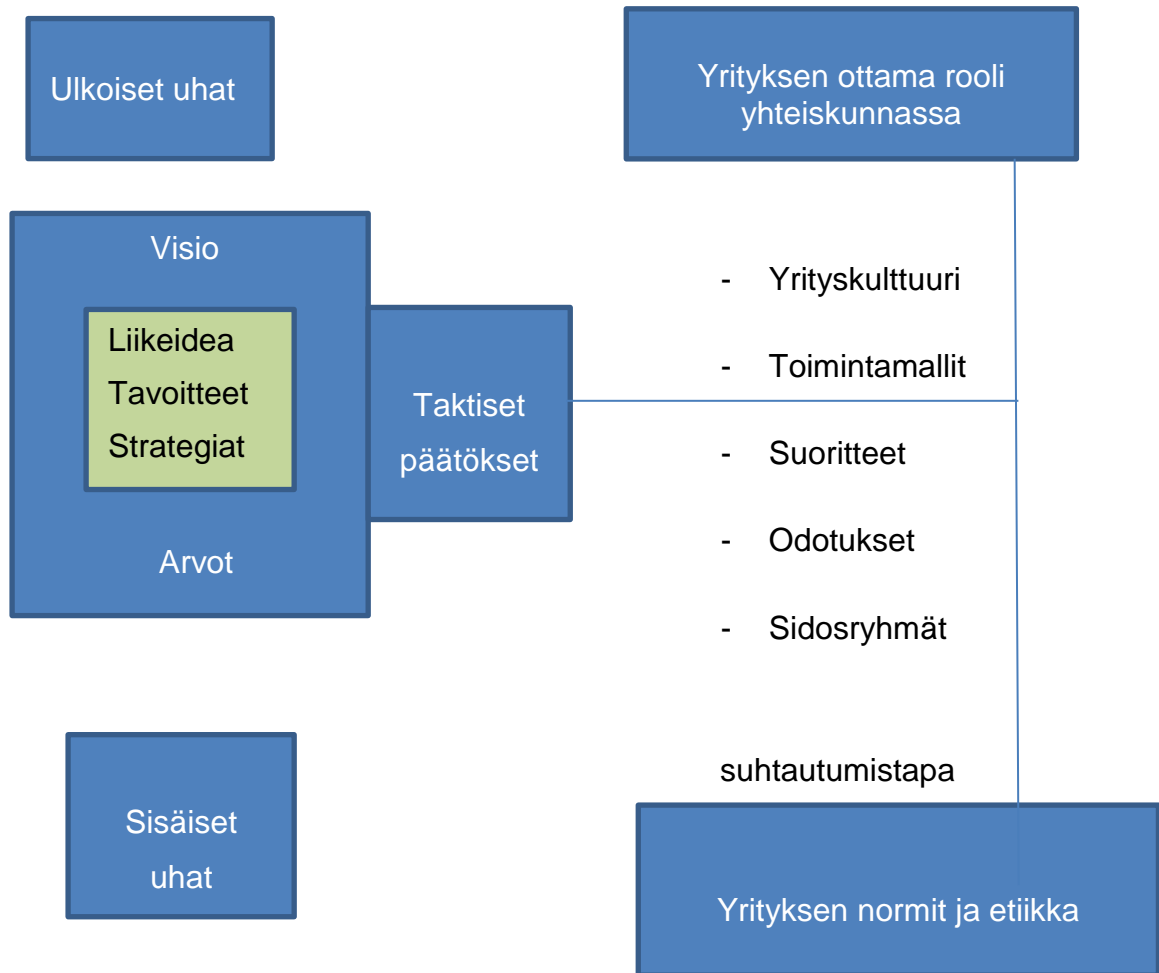 Ulkoiset uhat
Yrityksen ottama rooli
yhteiskunnassa
Visio
Liikeidea
Tavoitteet
Strategiat
Arvot
Taktiset
päätökset
- Yrityskulttuuri
- Toimintamallit
- Suoritteet
- Odotukset
- Sidosryhmät
suhtautumistapa
Sisäiset
uhat
Yrityksen normit ja etiikka